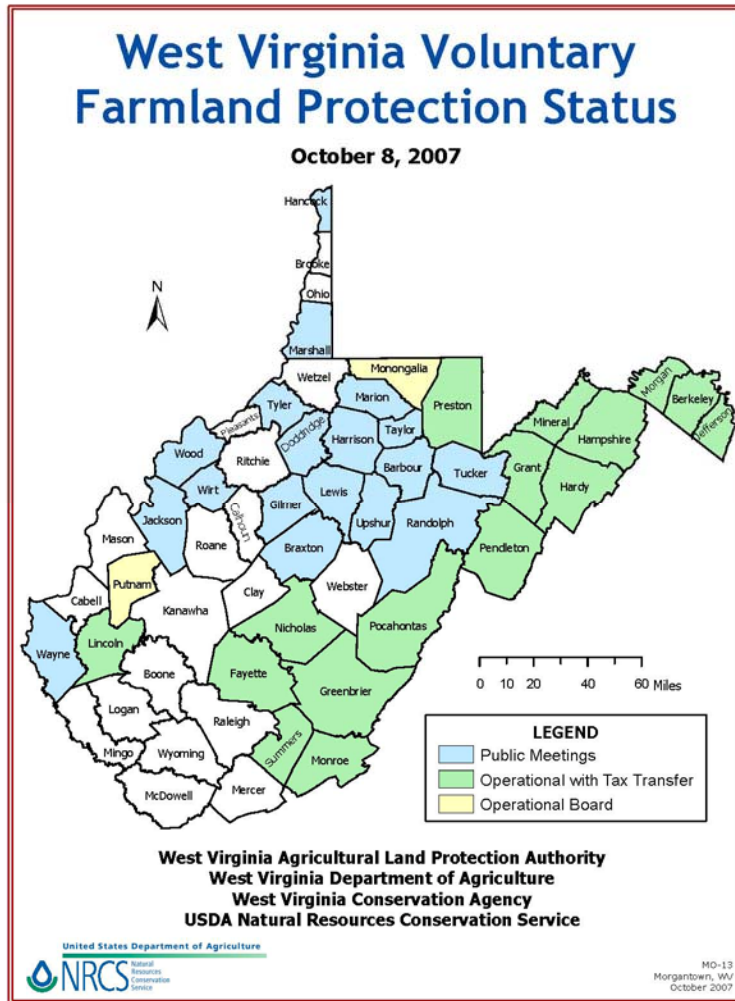 West Virginia Voluntary
Farmland Protection Status
October 8, 2007
Hancock
Brooke
Ohio
N
Marshall
Wetzel
Monongalia
Preston
Marion
Tyler
Pleasants
Doddridge
Harrison
Taylor
Mineral
Morgan
Berkeley
Jefferson
Hampshire
Wood
Ritchie
Barbour
Tucker
Grant
Hardy
Wirt
Gilmer
Lewis
Upshur
Randolph
Jackson
Calhoun
Mason
Roane
Braxton
Pendleton
Putnam
Clay
Webster
Cabell
Kanawha
Wayne
Lincoln
Nicholas
Pocahontas
Boone
Fayette
Greenbrier
Logan
Raleigh
Mingo
Wyoming
Summers
Monroe
McDowell
Mercer
0 10 20 40 60 Miles
LEGEND
Public Meetings
Operational with Tax Transfer
Operational Board
West Virginia Agricultural Land Protection Authority
West Virginia Department of Agriculture
West Virginia Conservation Agency
USDA Natural Resources Conservation Service
United States Department of Agriculture
NRCS
Natural
Resources
Conservation
Service
MO-13
Morgantown, WV
October 2007